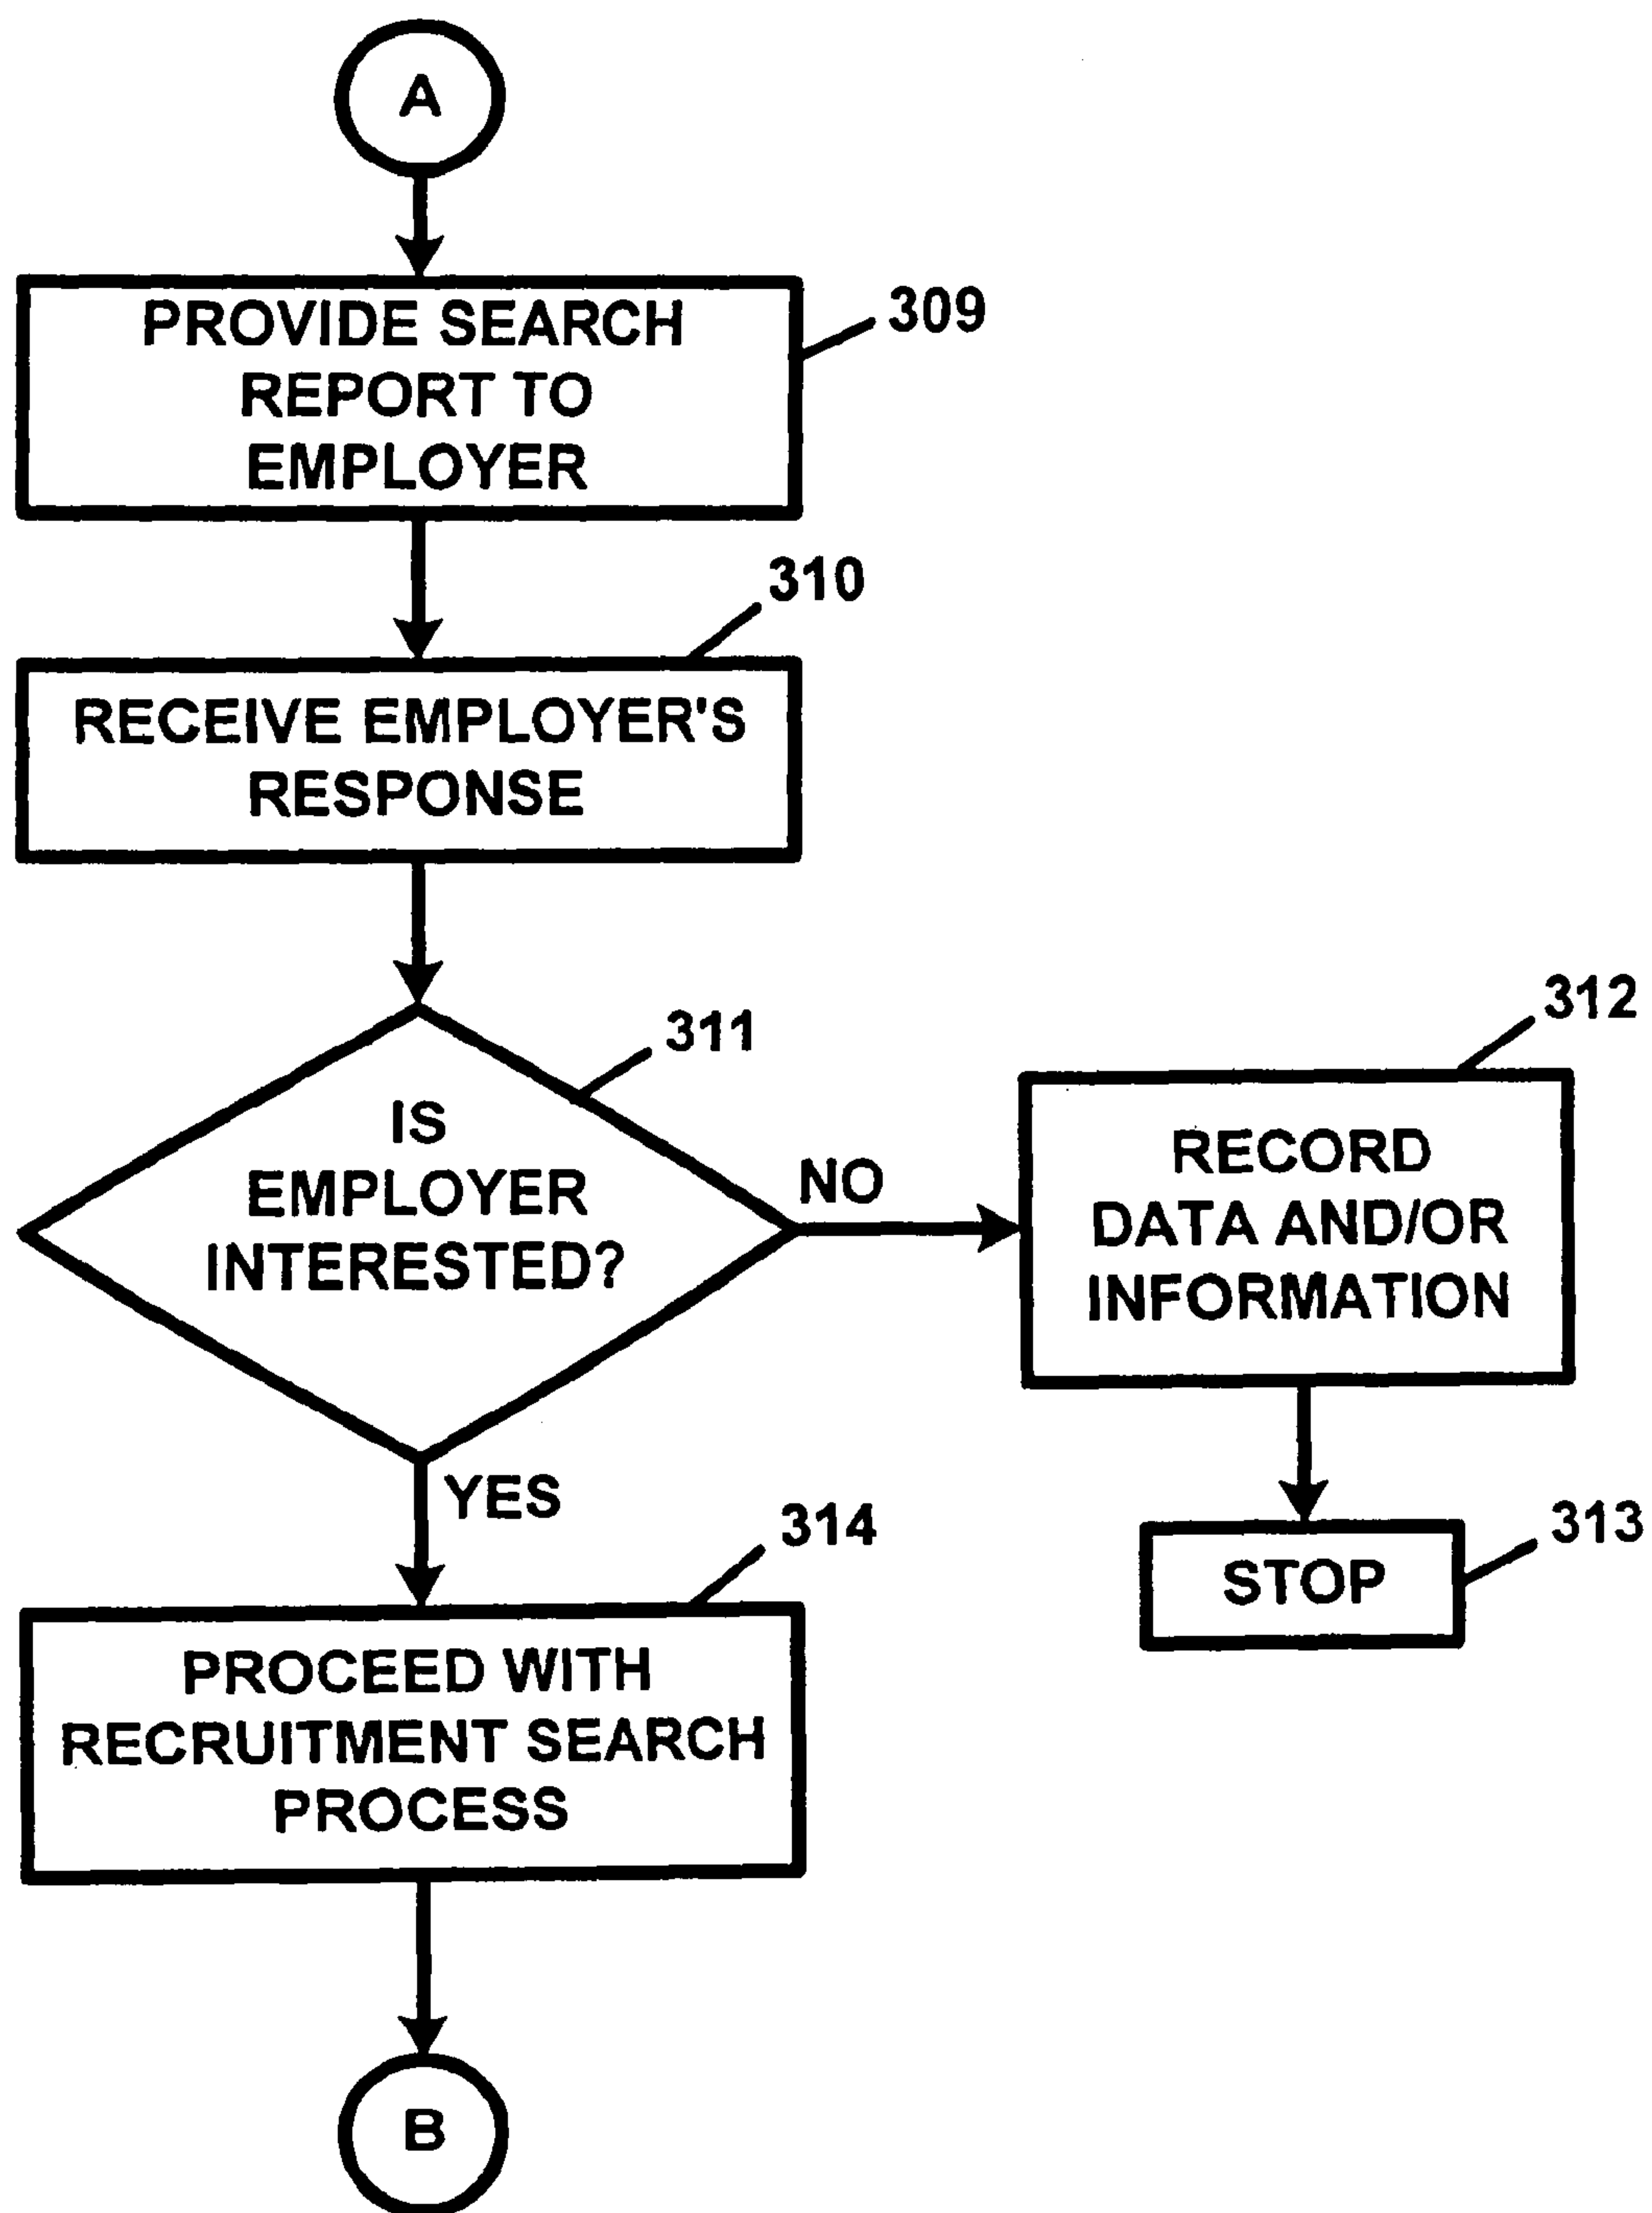 A
PROVIDE SEARCH
REPORT TO
EMPLOYER
309
310
RECEIVE EMPLOYER'S
RESPONSE
311
IS
EMPLOYER
INTERESTED?
NO
312
RECORD
DATA AND/OR
INFORMATION
YES
313
STOP
314
PROCEED WITH
RECRUITMENT SEARCH
PROCESS
B